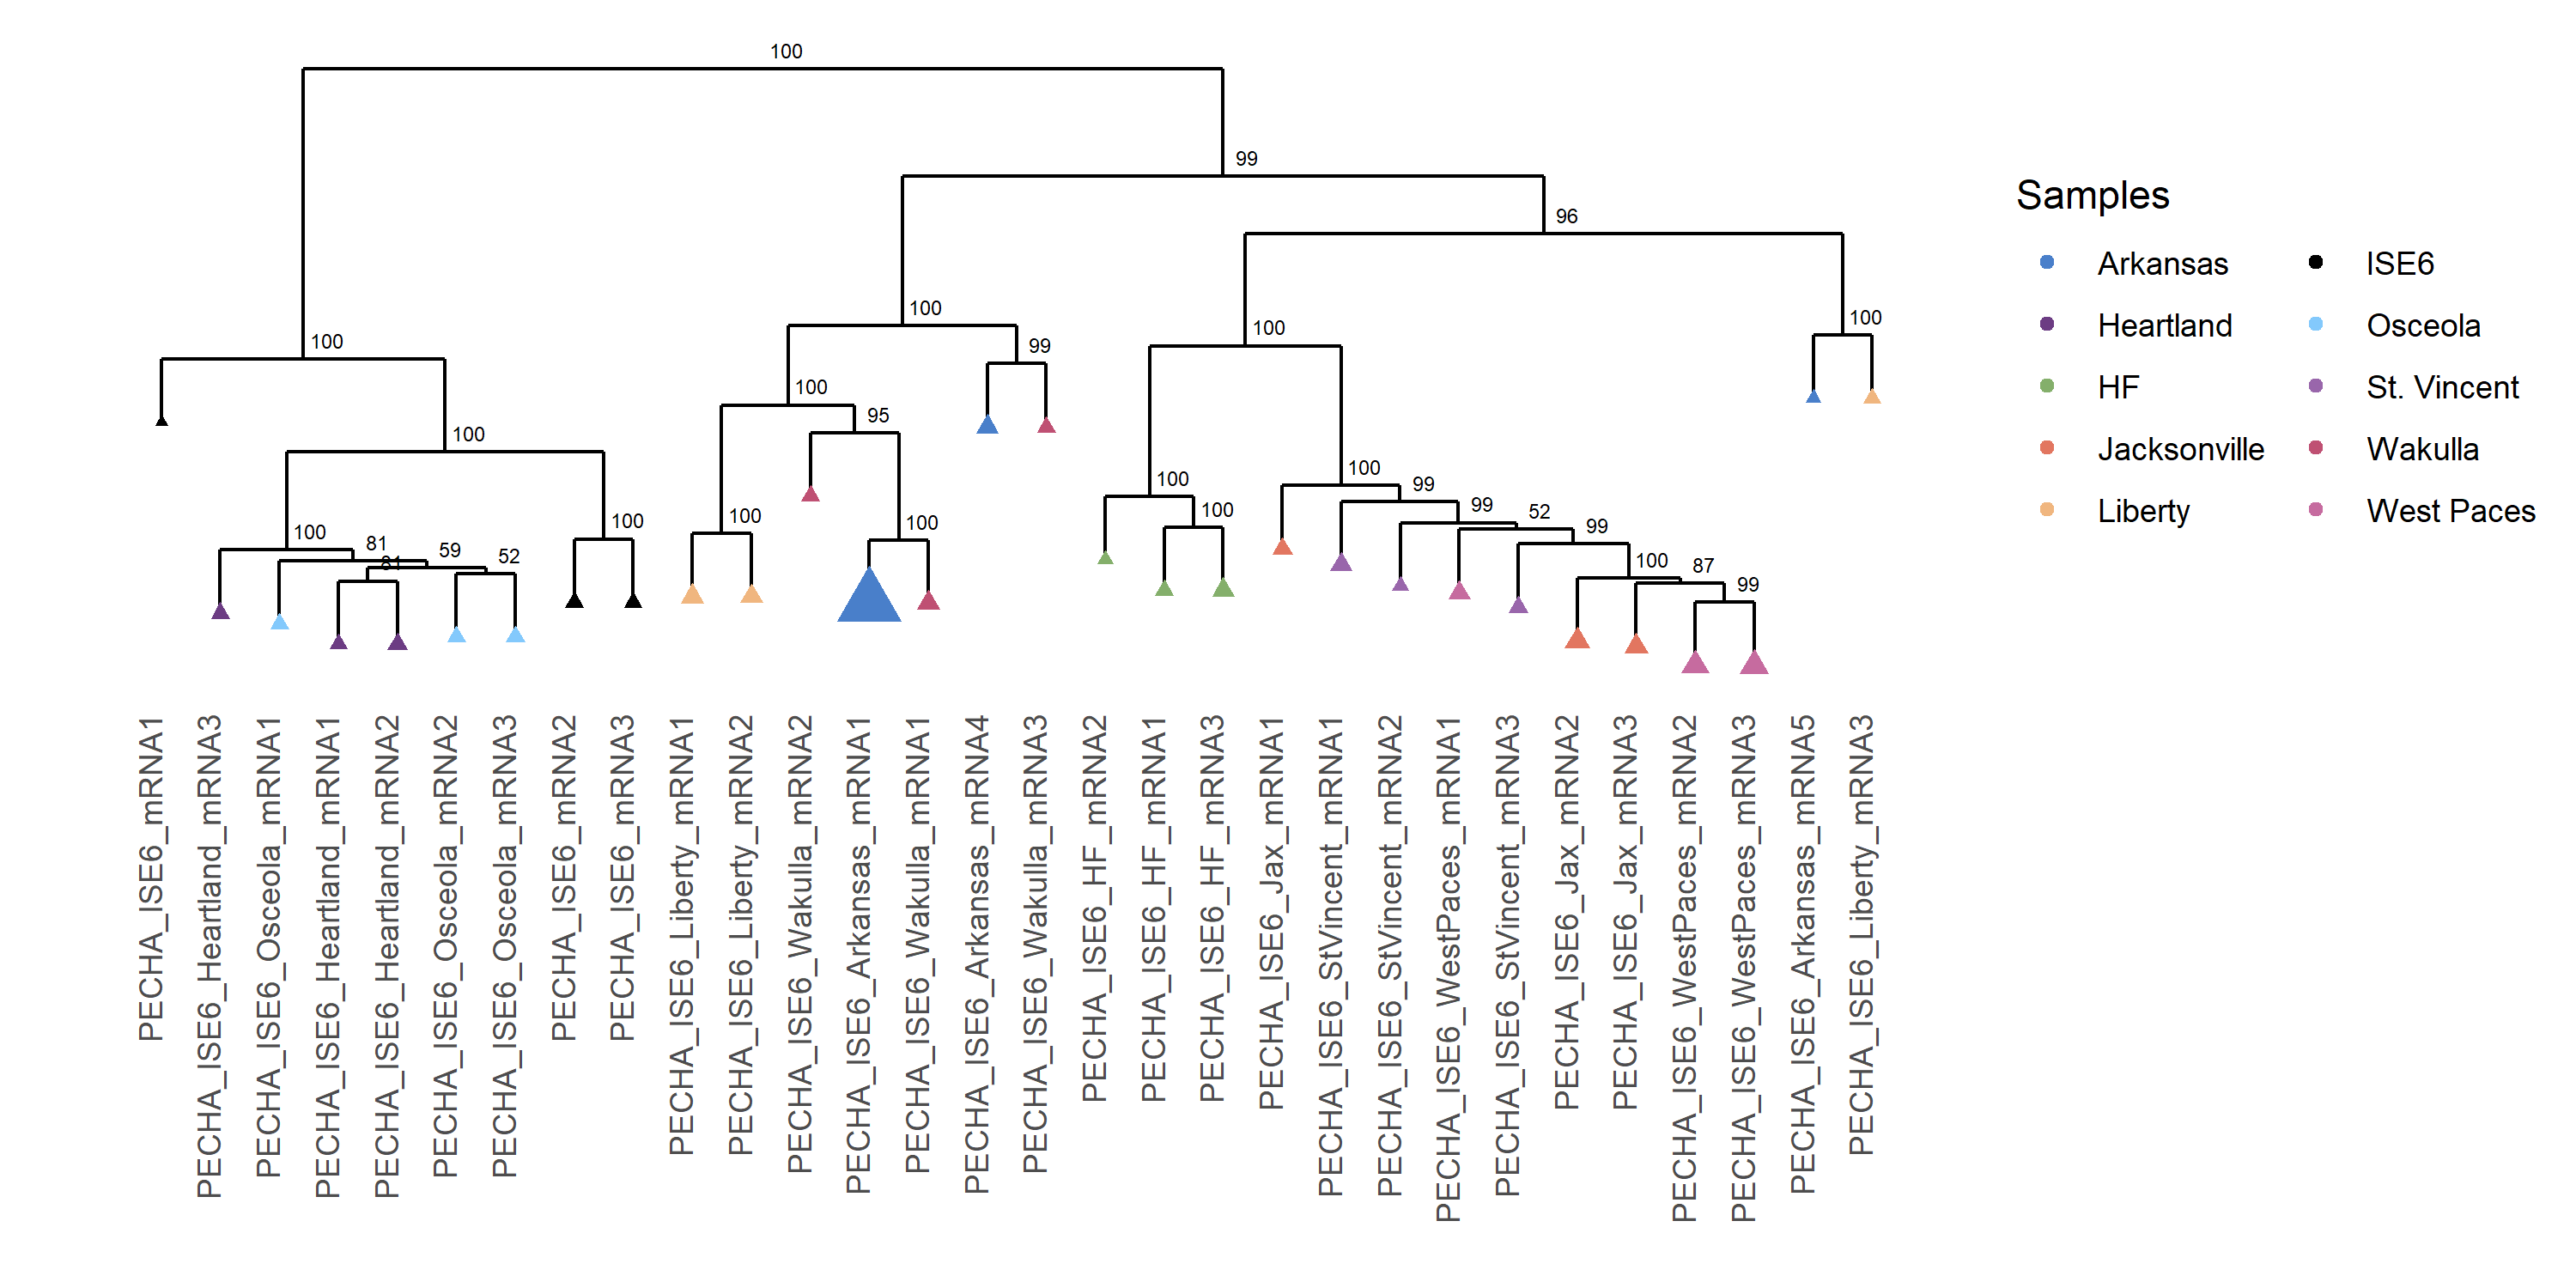 100
99
96
100
100
100
100
99
100
95
100
100
100
100
100
99
99
52
99
100
87
99
100
81
81
59
52
100
100
100
Samples
Arkansas
Heartland
HF
Jacksonville
Liberty
ISE6
Osceola
St. Vincent
Wakulla
West Paces
PECHA_ISE6_mRNA1
PECHA_ISE6_Heartland_mRNA3
PECHA_ISE6_Osceola_mRNA1
PECHA_ISE6_Heartland_mRNA1
PECHA_ISE6_Heartland_mRNA2
PECHA_ISE6_Osceola_mRNA2
PECHA_ISE6_Osceola_mRNA3
PECHA_ISE6_mRNA2
PECHA_ISE6_mRNA3
PECHA_ISE6_Liberty_mRNA1
PECHA_ISE6_Liberty_mRNA2
PECHA_ISE6_Wakulla_mRNA2
PECHA_ISE6_Arkansas_mRNA1
PECHA_ISE6_Wakulla_mRNA1
PECHA_ISE6_Arkansas_mRNA4
PECHA_ISE6_Wakulla_mRNA3
PECHA_ISE6_HF_mRNA2
PECHA_ISE6_HF_mRNA1
PECHA_ISE6_HF_mRNA3
PECHA_ISE6_Jax_mRNA1
PECHA_ISE6_StVincent_mRNA1
PECHA_ISE6_StVincent_mRNA2
PECHA_ISE6_WestPaces_mRNA1
PECHA_ISE6_StVincent_mRNA3
PECHA_ISE6_Jax_mRNA2
PECHA_ISE6_Jax_mRNA3
PECHA_ISE6_WestPaces_mRNA2
PECHA_ISE6_WestPaces_mRNA3
PECHA_ISE6_Arkansas_mRNA5
PECHA_ISE6_Liberty_mRNA3